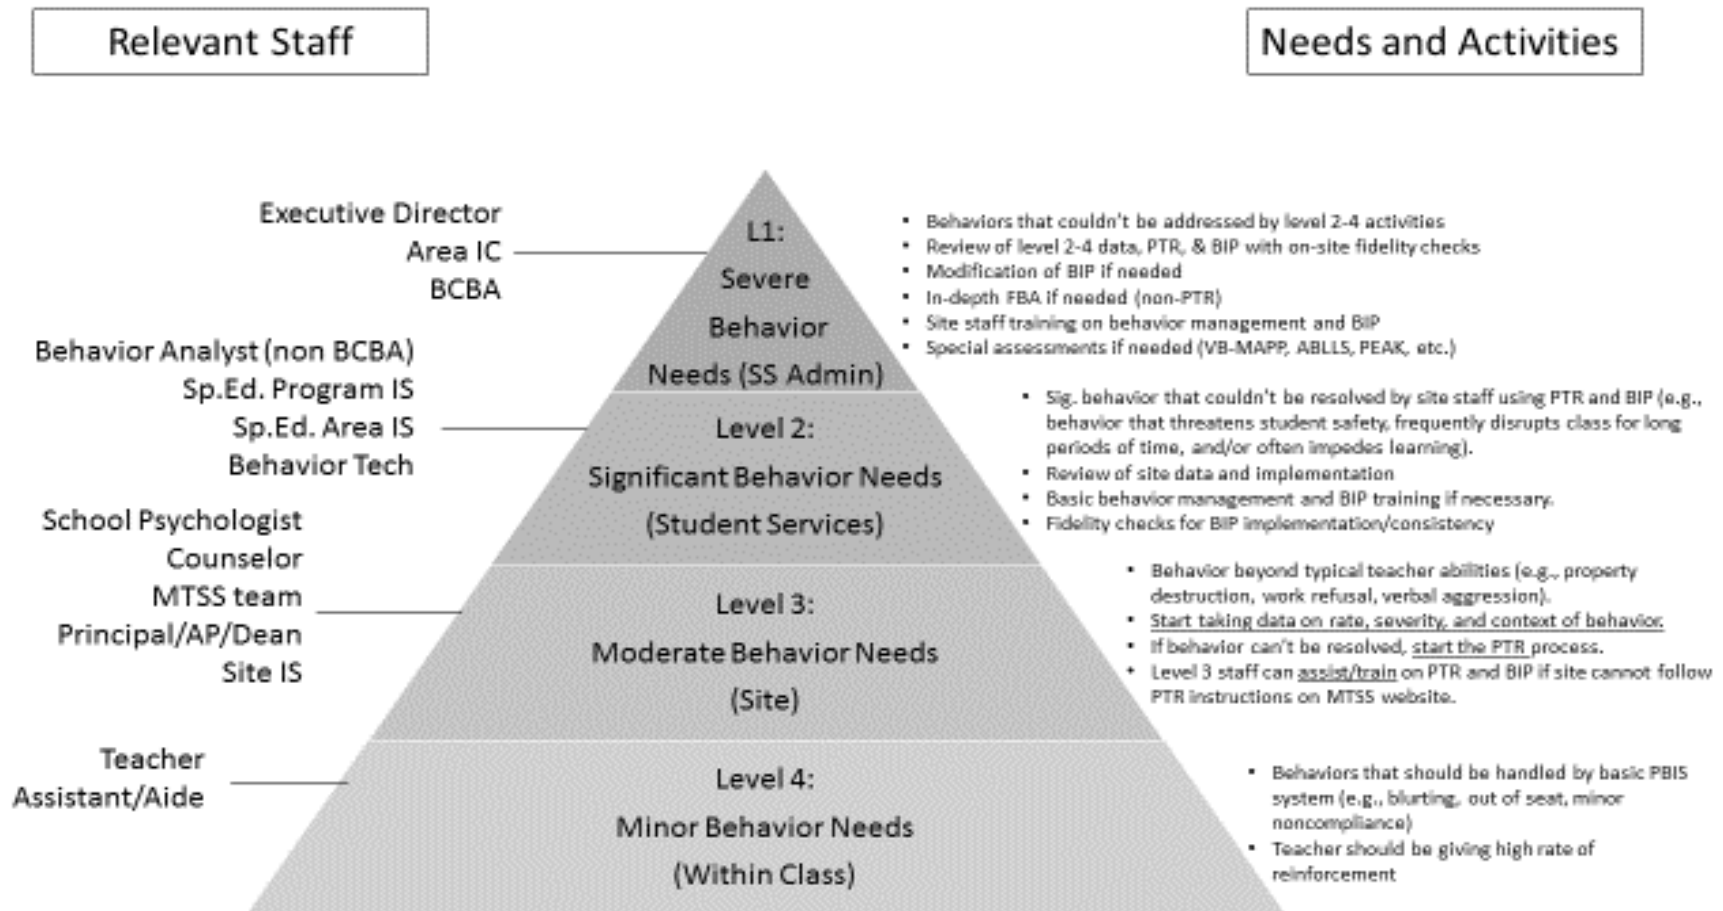 Relevant Staff
Needs and Activities
Executive Director
Area IC
BCBA
L1:
Severe
Behavior
Needs (SS Admin)
▪ Behaviors that couldn't be addressed by level 2-4 activities
▪ Review of level 2-4 data, PTR, & BIP with on-site fidelity checks
▪ Modification of BIP if needed
▪ In-depth FBA if needed (non-PTR)
▪ Site staff training on behavior management and BIP
▪ Special assessments if needed (VB-MAPP, ABLLS, PEAK, etc.)
Behavior Analyst (non BCBA)
Sp.Ed. Program IS
Sp.Ed. Area IS
Behavior Tech
Level 2:
Significant Behavior Needs
(Student Services)
▪ Sig. behavior that couldn't be resolved by site staff using PTR and BIP (e.g.,
behavior that threatens student safety, frequently disrupts class for long
periods of time, and/or often impedes learning).
▪ Review of site data and implementation
▪ Basic behavior management and BIP training if necessary.
▪ Fidelity checks for BIP implementation/consistency
School Psychologist
Counselor
MTSS team
Principal/AP/Dean
Site IS
Level 3:
Moderate Behavior Needs
(Site)
▪ Behavior beyond typical teacher abilities (e.g., property
destruction, work refusal, verbal aggression).
▪ Start taking data on rate, severity, and context of behavior.
▪ If behavior can't be resolved, start the PTR process.
• Level 3 staff can assist/train on PTR and BIP if site cannot follow
PTR instructions on MTSS website.
Teacher
Assistant/Aide
Level 4:
Minor Behavior Needs
(Within Class)
▪ Behaviors that should be handled by basic PBIS
system (e.g., blurting, out of seat, minor
noncompliance)
▪ Teacher should be giving high rate of
reinforcement